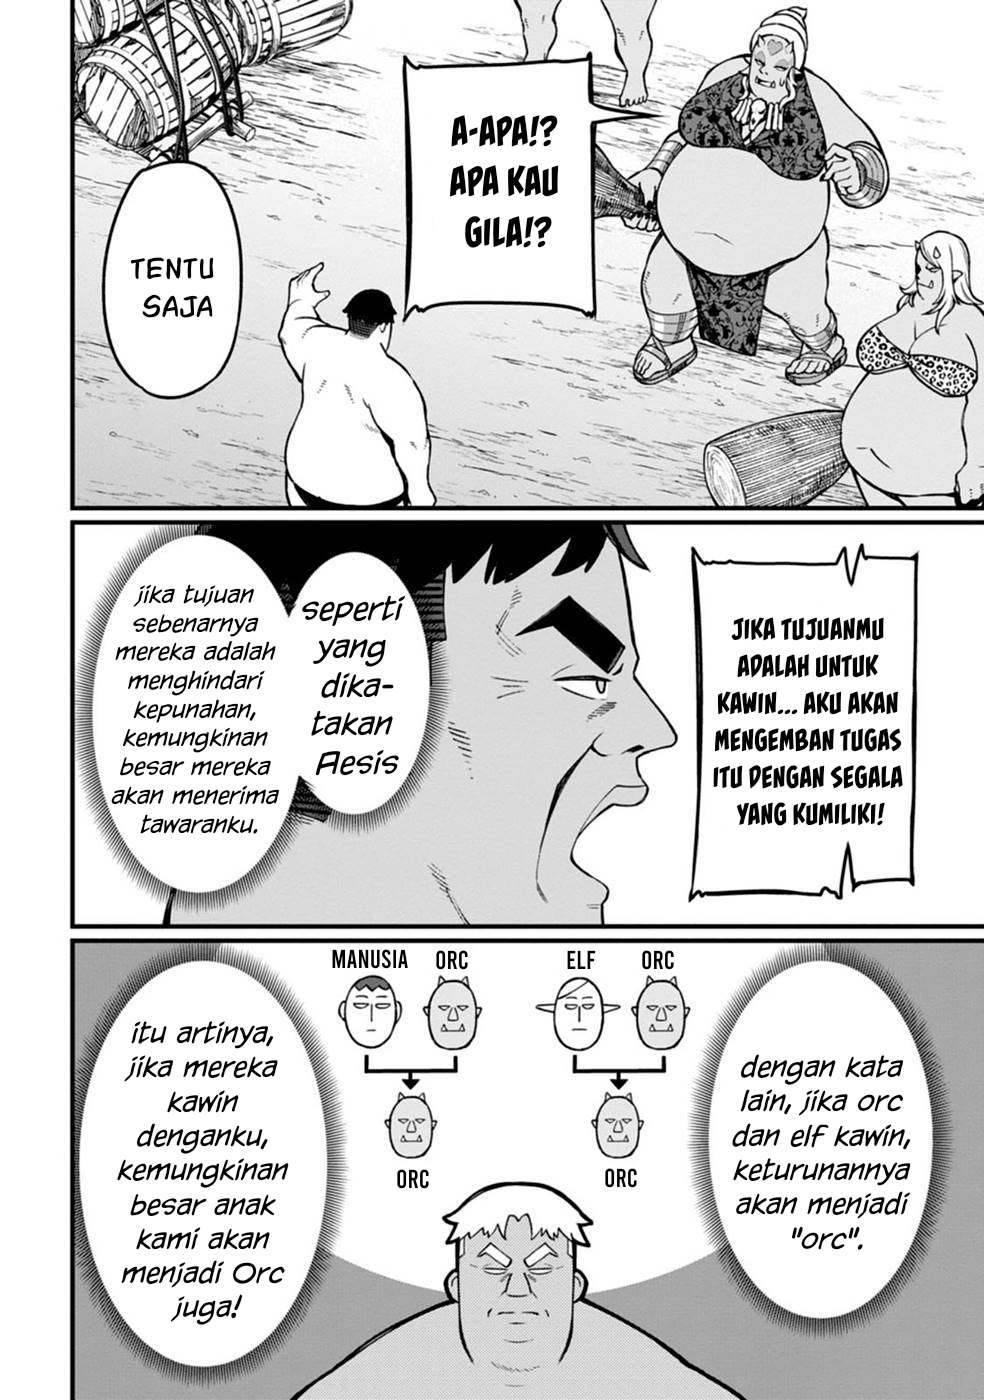 A-APA!?
APA KAU
GILA!?
TENTU
SAJA
JIKA TUJUANMU
ADALAH UNTUK
KAWIN... AKU AKAN
MENGEMBAN TUGAS
ITU DENGAN SEGALA
YANG KUMILIKI!
seperti
yang
dika-
takan
Aesis
jika tujuan
sebenarnya
mereka adalah
menghindari
kepunahan,
kemungkinan
besar mereka
akan menerima
tawaranku.
ELF ORC
ORC
MANUSIA ORC
ORC
dengan kata
lain, jika orc
dan elf kawin,
keturunannya
akan menjadi
"orc".
itu artinya,
jika mereka
kawin
denganku,
kemungkinan
besar anak
kami akan
menjadi Orc
juga!